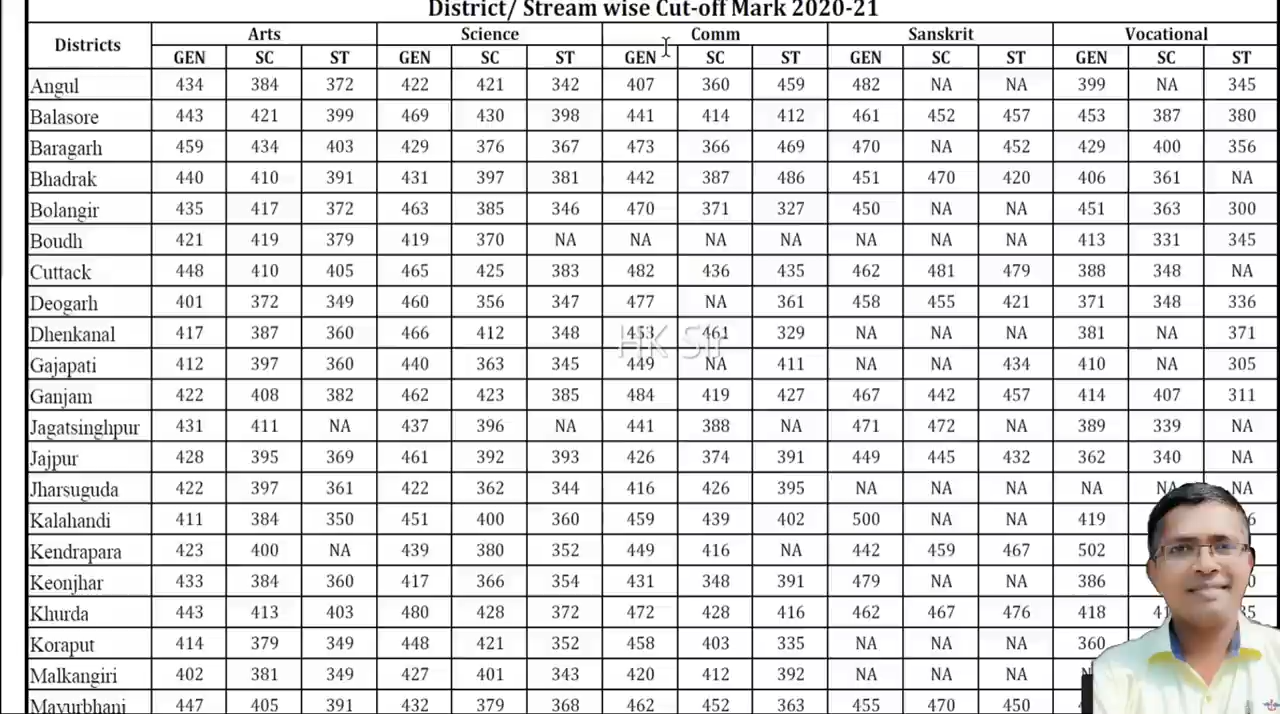 District/ Stream wise Cut-off Mark 2020-21
Districts Arts Science Comm Sanskrit Vocational
GEN SC ST GEN SC ST GEN SC ST GEN SC ST GEN SC ST
Angul 434 384 372 422 421 342 407 360 459 482 NA NA 399 NA 345
Balasore 443 421 399 469 430 398 441 414 412 461 452 457 453 387 380
Baragarh 459 434 403 429 376 367 473 366 469 470 NA 452 429 400 356
Bhadrak 440 410 391 431 397 381 442 387 486 451 470 420 406 361 NA
Bolangir 435 417 372 463 385 346 470 371 327 450 NA NA 451 363 300
Boudh 421 419 379 419 370 NA NA NA NA NA NA NA 413 331 345
Cuttack 448 410 405 465 425 383 482 436 435 462 481 479 388 348 NA
Deogarh 401 372 349 460 356 347 477 NA 361 458 455 421 371 348 336
Dhenkanal 417 387 360 466 412 348 453 461 329 NA NA NA 381 NA 371
HK Sir
Gajapati 412 397 360 440 363 345 449 NA 411 NA NA 434 410 NA 305
Ganjam 422 408 382 462 423 385 484 419 427 467 442 457 414 407 311
Jagatsinghpur 431 411 NA 437 396 NA 441 388 NA 471 472 NA 389 339 NA
Jajpur 428 395 369 461 392 393 426 374 391 449 445 432 362 340 NA
Jharsuguda 422 397 361 422 362 344 416 426 395 NA NA NA NA NA NA
Kalahandi 411 384 350 451 400 360 459 439 402 500 NA NA 419
Kendrapara 423 400 NA 439 380 352 449 416 NA 442 459 467 502
Keonjhar 433 384 360 417 366 354 431 348 391 479 NA NA 386
Khurda 443 413 403 480 428 372 472 428 416 462 467 476 418
Koraput 414 379 349 448 421 352 458 403 335 NA NA NA 360
Malkangiri 402 381 349 427 401 343 420 412 392 NA NA NA
Mayurbhanj 447 405 391 432 379 368 462 452 363 455 470 450